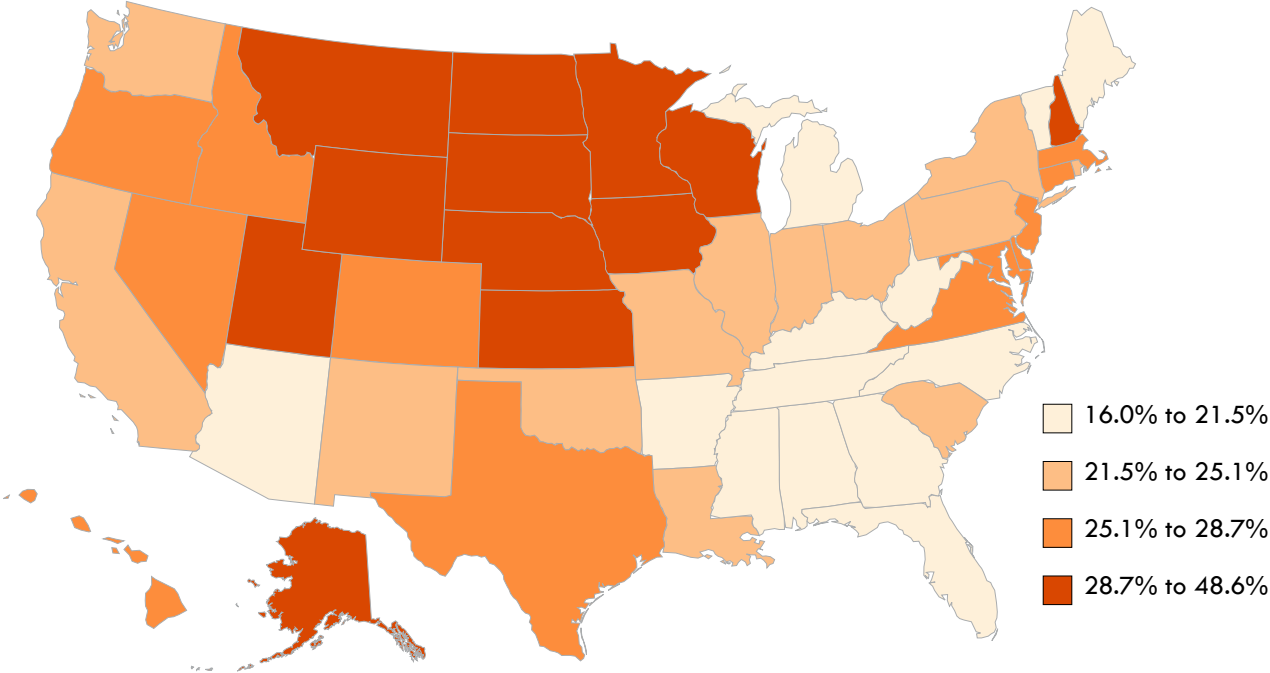 16.0% to 21.5%
21.5% to 25.1%
25.1% to 28.7%
28.7% to 48.6%